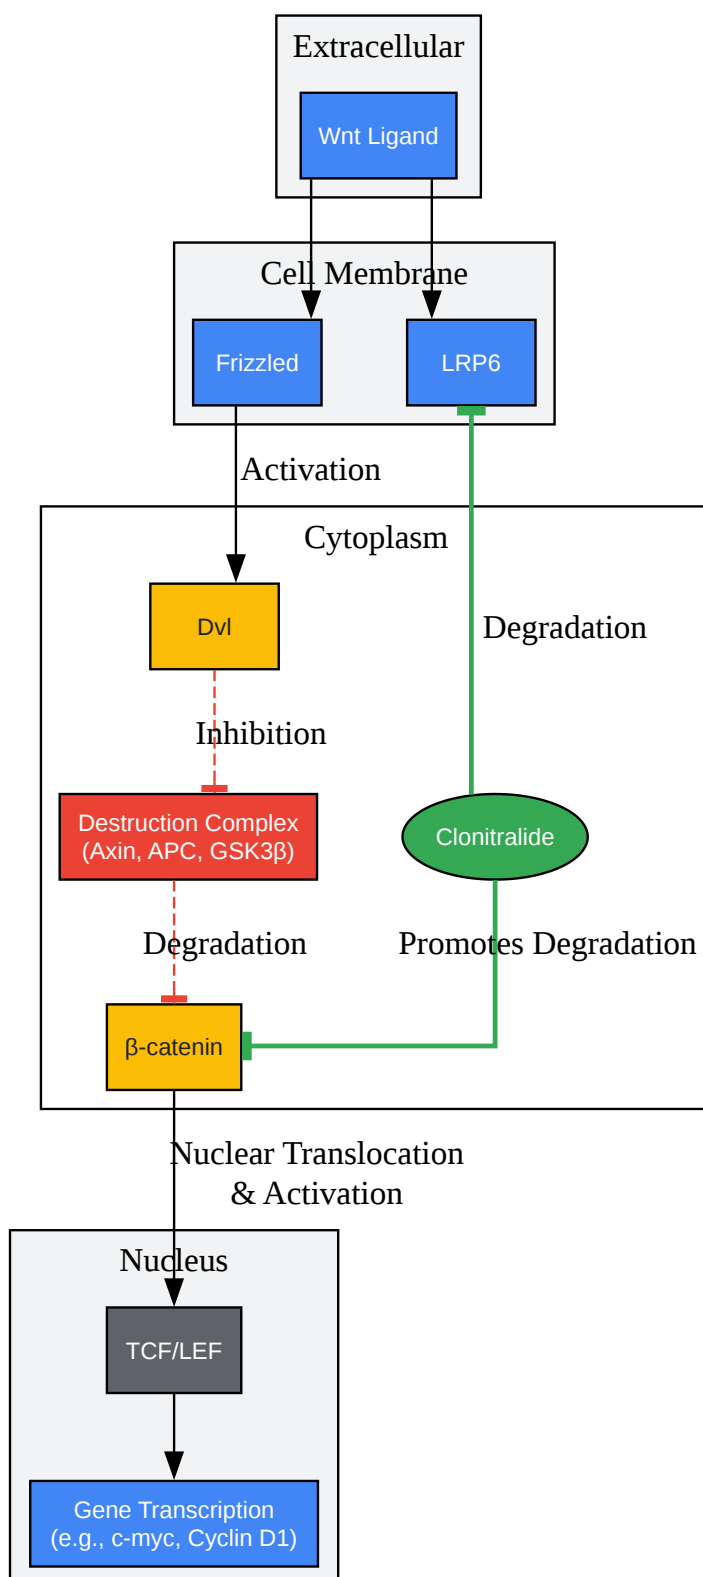 Extracellular
Wnt Ligand
Cell Membrane
Frizzled
LRP6
Activation
Cytoplasm
Dvl
Degradation
Inhibition
Destruction Complex
(Axin, APC, GSK3β)
Clonitralide
Degradation
Promotes Degradation
β-catenin
Nuclear Translocation
& Activation
Nucleus
TCF/LEF
Gene Transcription
(e.g., c-myc, Cyclin D1)